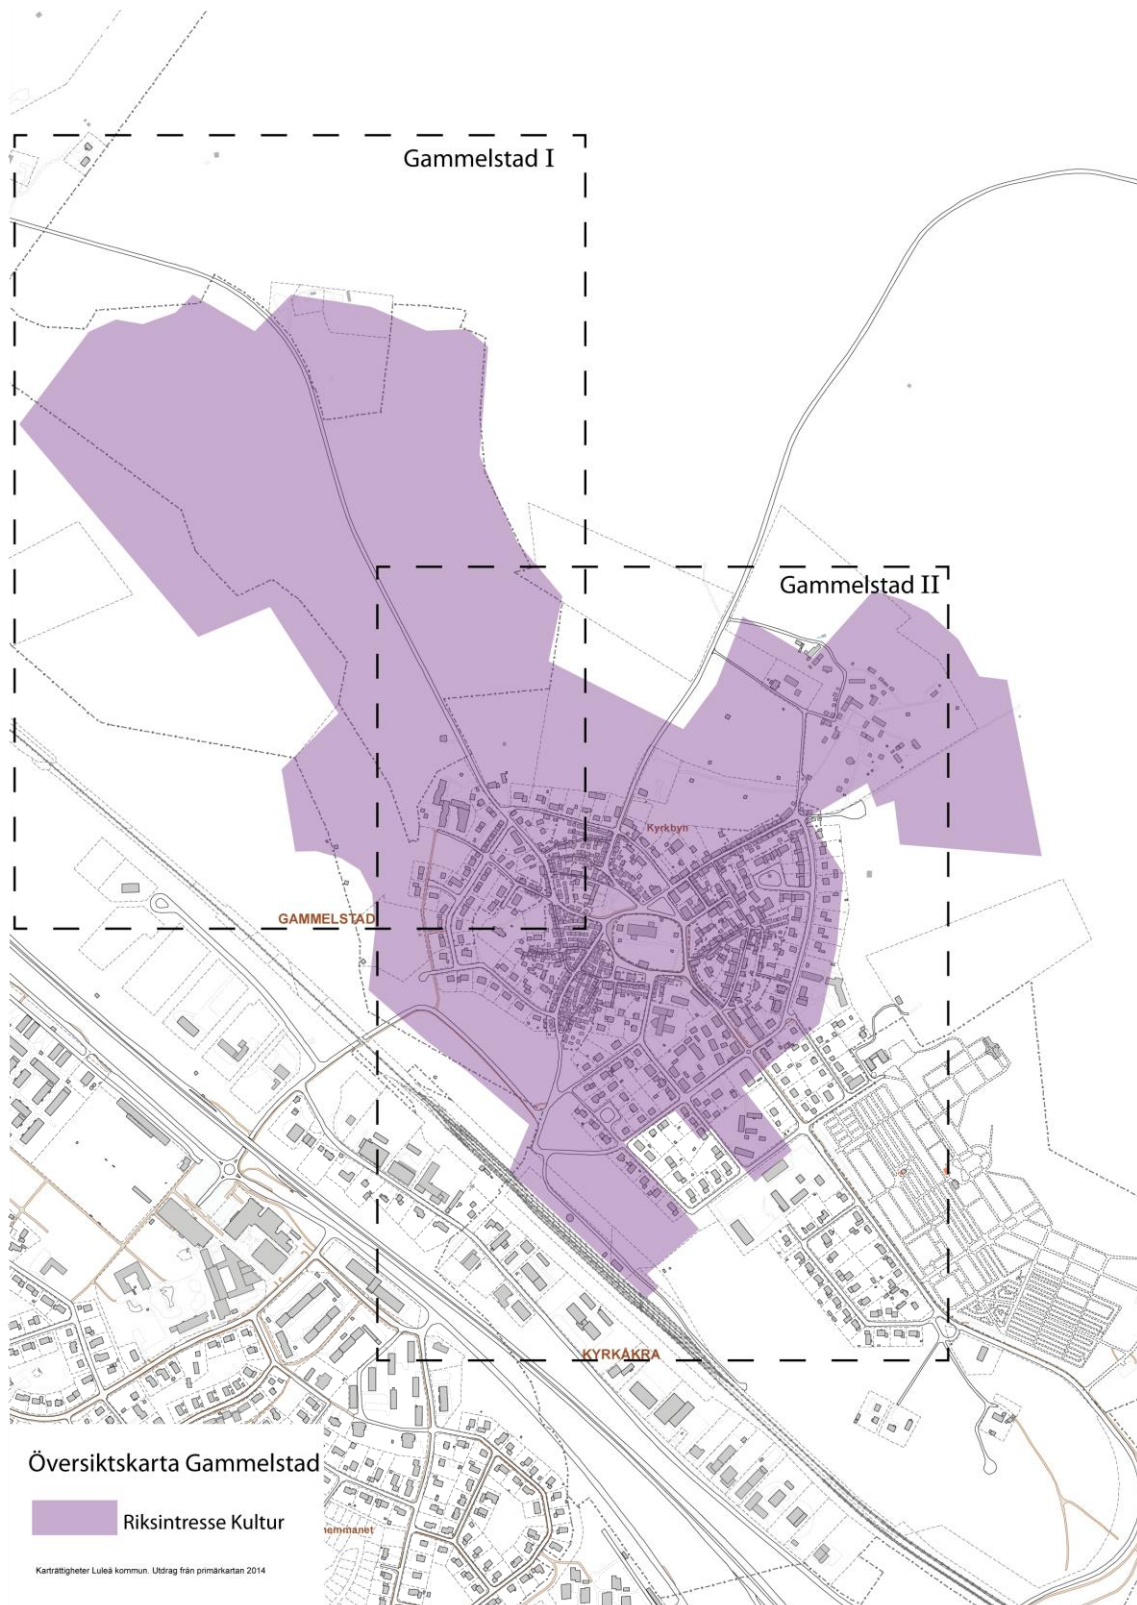 Gammelstad I
Gammelstad II
Kyrkbyn
GAMMELSTAD
KYRKÅKRA
Översiktskarta Gammelstad
Riksintresse Kultur
Karträttigheter Luleå kommun. Utdrag från primärkartan 2014